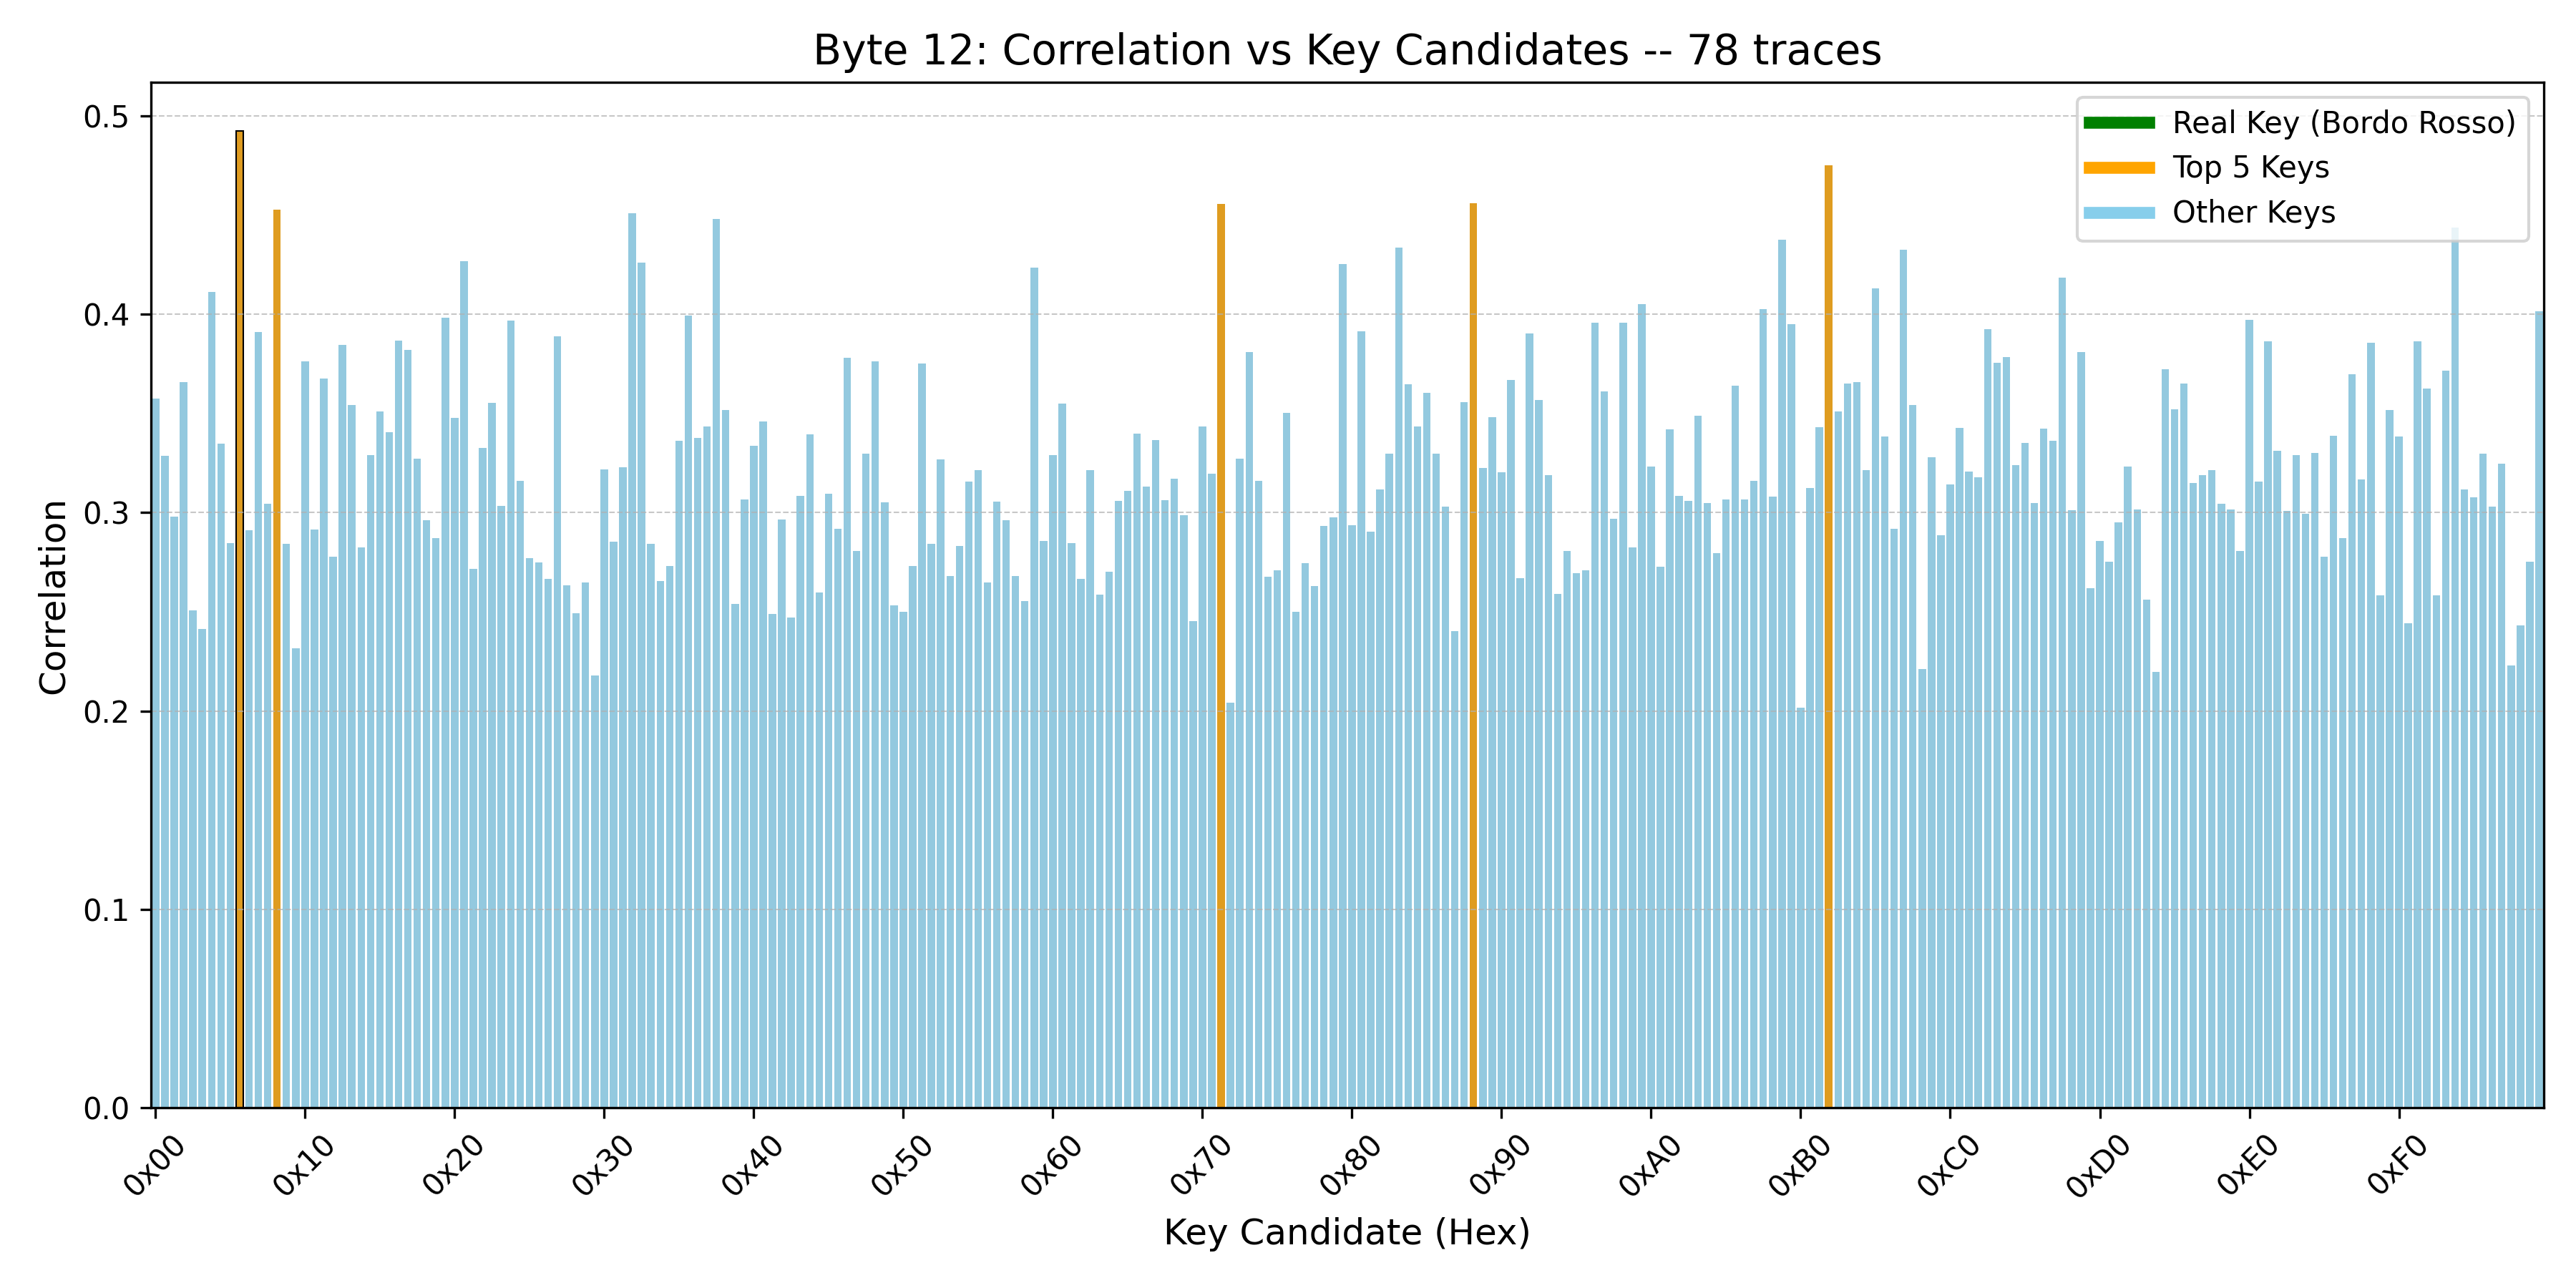 Byte 12: Correlation vs Key Candidates -- 78 traces
Real Key (Bordo Rosso)
Top 5 Keys
Other Keys
Correlation
0.5
0.4
0.3
0.2
0.1
0.0
0x00 0x10 0x20 0x30 0x40 0x50 0x60 0x70 0x80 0x90 0xA0 0xB0 0xC0 0xD0 0xE0 0xF0
Key Candidate (Hex)